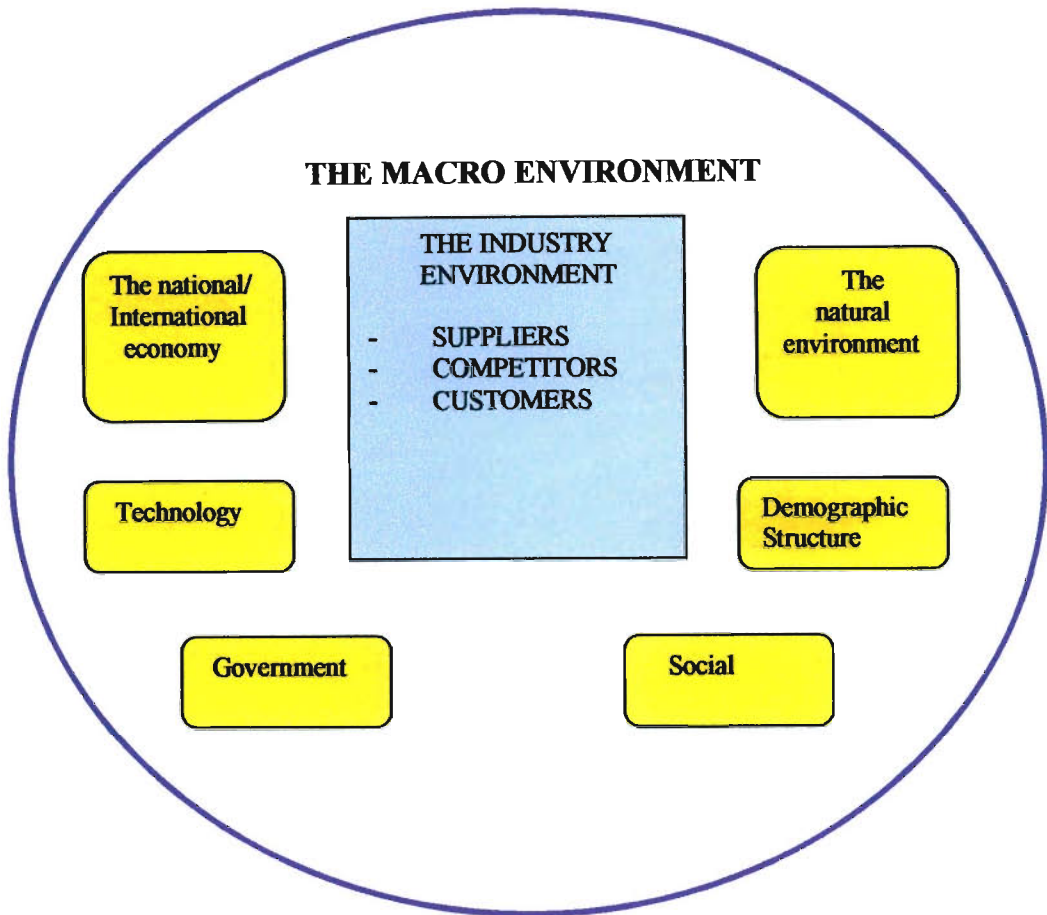 THE MACRO ENVIRONMENT
THE INDUSTRY
ENVIRONMENT
- SUPPLIERS
- COMPETITORS
- CUSTOMERS
The national/
International
economy
The
natural
environment
Technology
Demographic
Structure
Government
Social